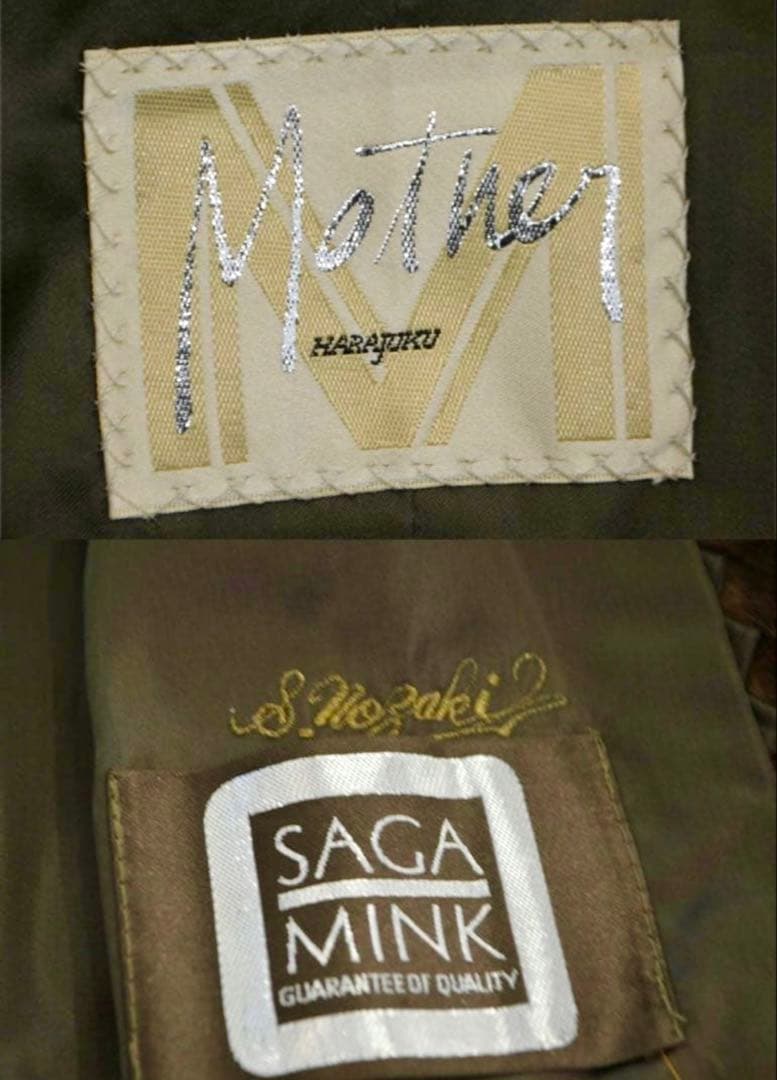 Mother
HARAJUKU
S. Nozaki
SAGA
MINK
GUARANTEE OF QUALITY